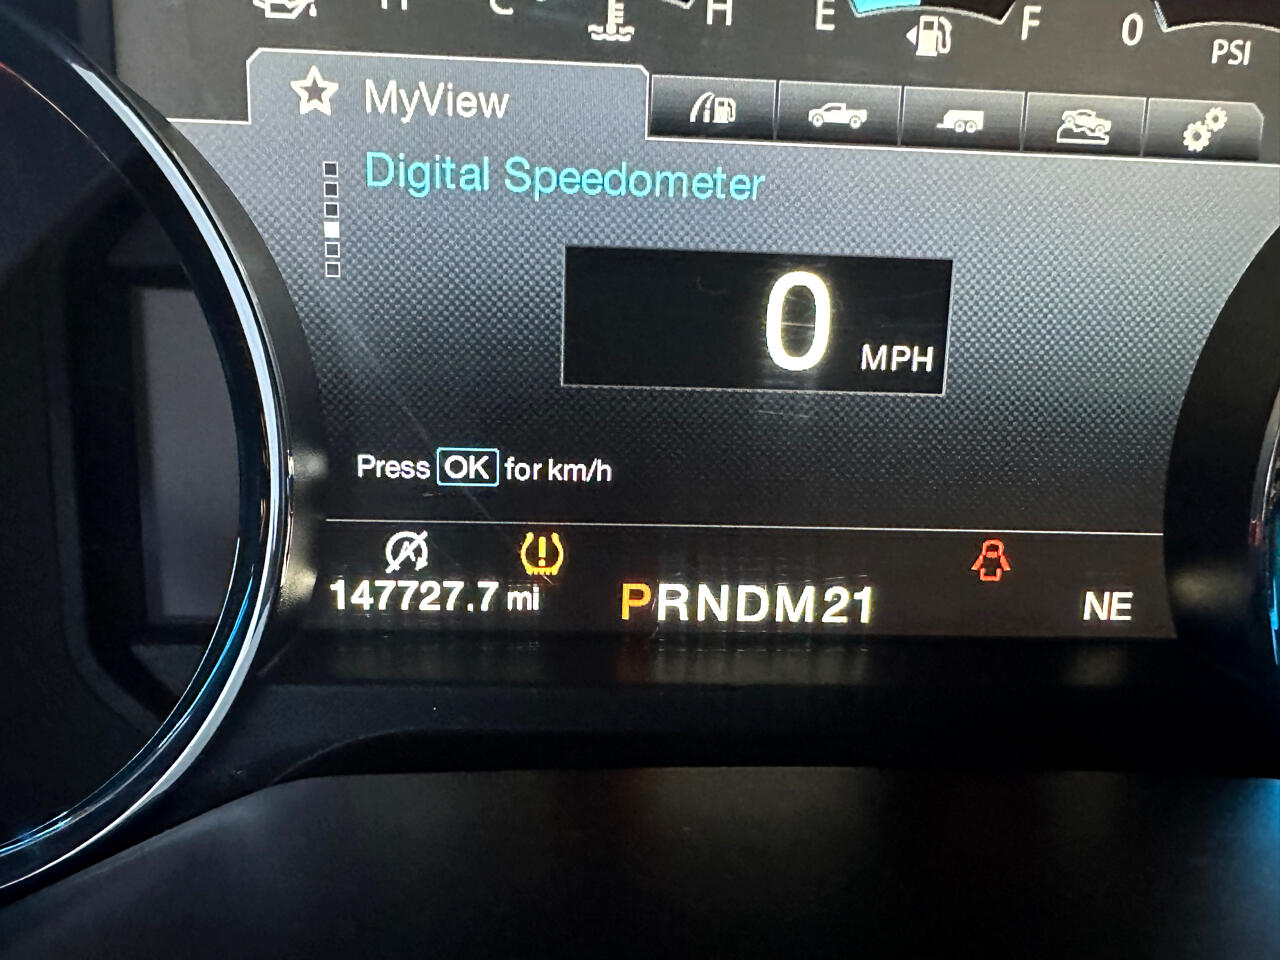 H C H E F 0
PSI
MyView
Digital Speedometer
0 MPH
Press OK for km/h
147727.7 mi PRNDM21 NE